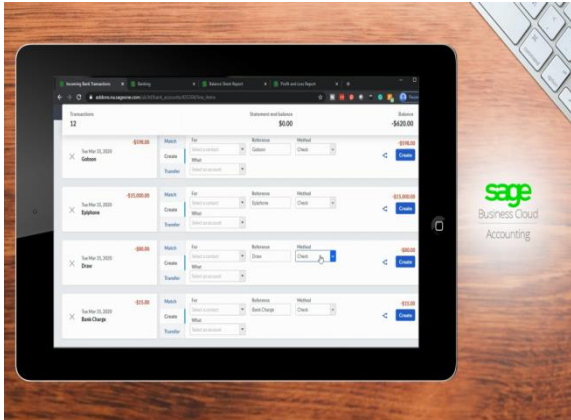 Incoming Bank Transactions
Banking
Balance Sheet Report
Profit and Loss Report
Transactions
12
Statement end balance
$0.00
Balance
-$620.00
-$598.00
Tue Mar 31, 2020
Gobson
Match
Create
Transfer
For
Select a contact
What
Select an account
Reference
Gobson
Method
Check
-$598.00
Create
-$15,000.00
Tue Mar 31, 2020
Epiphone
Match
Create
Transfer
For
Select a contact
What
Select an account
Reference
Epiphone
Method
Check
-$15,000.00
Create
-$80.00
Tue Mar 31, 2020
Draw
Match
Create
Transfer
For
Select a contact
What
Select an account
Reference
Draw
Method
Check
-$80.00
Create
-$15.00
Tue Mar 31, 2020
Bank Charge
Match
Create
Transfer
For
Select a contact
What
Select an account
Reference
Bank Charge
Method
Check
-$15.00
Create
sage
Business Cloud
Accounting